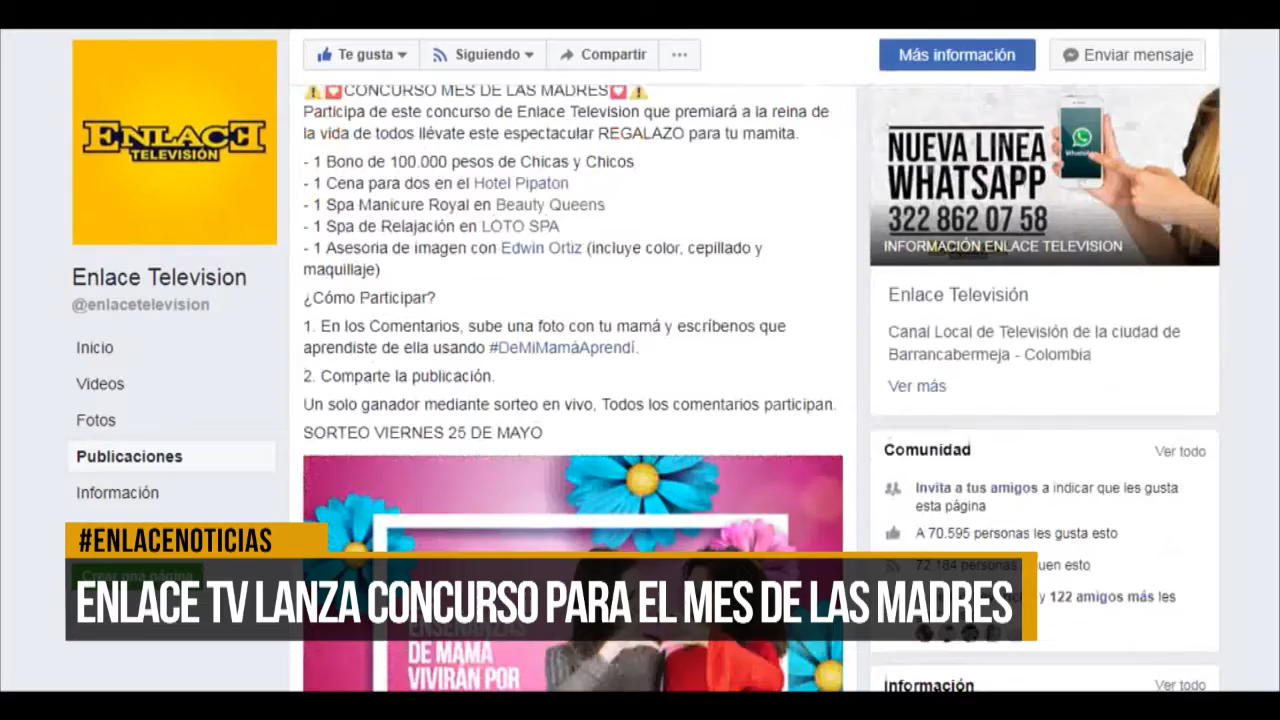 Te gusta
Siguiendo
Compartir
Más información
Enviar mensaje
ENLACE
TELEVISIÓN
Enlace Television
@enlacetelevision
Inicio
Videos
Fotos
Publicaciones
Información
CONCURSO MES DE LAS MADRES
Participa de este concurso de Enlace Television que premiará a la reina de
la vida de todos llévate este espectacular REGALAZO para tu mamita.
- 1 Bono de 100.000 pesos de Chicas y Chicos
- 1 Cena para dos en el Hotel Pipaton
- 1 Spa Manicure Royal en Beauty Queens
- 1 Spa de Relajación en LOTO SPA
- 1 Asesoria de imagen con Edwin Ortiz (incluye color, cepillado y
maquillaje)
¿Cómo Participar?
1. En los Comentarios, sube una foto con tu mamá y escríbenos que
aprendiste de ella usando #DeMiMamáAprendí.
2. Comparte la publicación.
Un solo ganador mediante sorteo en vivo, Todos los comentarios participan.
SORTEO VIERNES 25 DE MAYO
NUEVA LINEA
WHATSAPP
322 862 07 58
WhatsApp
INFORMACIÓN ENLACE TELEVISION
Enlace Televisión
Canal Local de Televisión de la ciudad de
Barrancabermeja - Colombia
Ver más
Comunidad
Ver todo
Invita a tus amigos a indicar que les gusta
esta página
A 70.595 personas les gusta esto
72.184 personas uen esto
y 122 amigos más les
Información
Ver todo
#ENLACENOTICIAS
Crear una página
ENLACE TV LANZA CONCURSO PARA EL MES DE LAS MADRES
ENSEÑANZAS
DE MAMÁ
VIVIRÁN POR